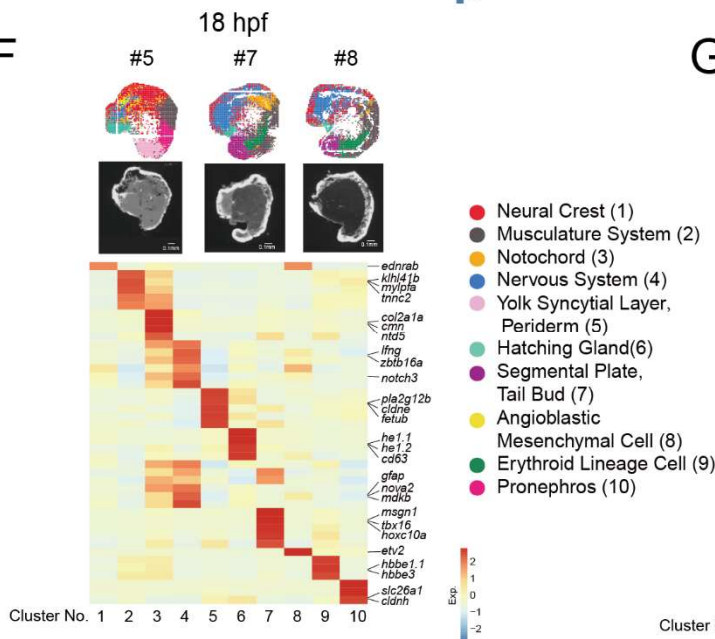 F
18 hpf
G
#5 #7 #8
0.1mm 0.1mm 0.1mm
ednrab
klhl41b
mylpfa
tnnc2
col2a1a
cmn
ntd5
lfng
zbtb16a
notch3
pla2g12b
cldne
fetub
he1.1
he1.2
cd63
gfap
nova2
mdkb
msgn1
tbx16
hoxc10a
etv2
hbbe1.1
hbbe3
slc26a1
cldnh
Cluster No. 1 2 3 4 5 6 7 8 9 10
Exp.
2
1
0
−1
−2
Neural Crest (1)
Musculature System (2)
Notochord (3)
Nervous System (4)
Yolk Syncytial Layer,
Periderm (5)
Hatching Gland(6)
Segmental Plate,
Tail Bud (7)
Angioblastic
Mesenchymal Cell (8)
Erythroid Lineage Cell (9)
Pronephros (10)
Cluster